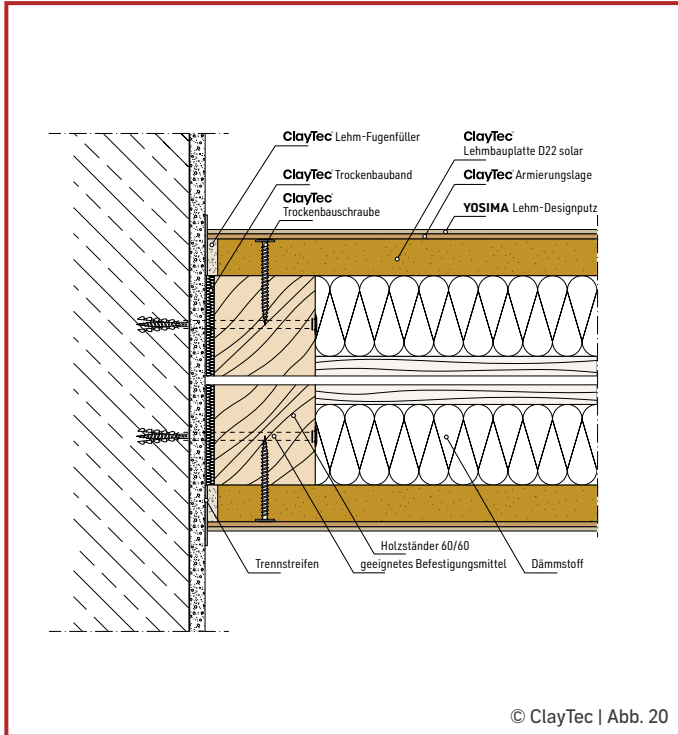 ClayTec® Lehm-Fugenfüller
ClayTec® Trockenbauband
ClayTec®
Trockenbauschraube
ClayTec®
Lehmbauplatte D22 solar
ClayTec® Armierungslage
YOSIMA Lehm-Designputz
Trennstreifen
Holzständer 60/60
geeignetes Befestigungsmittel
Dämmstoff
© ClayTec | Abb. 20